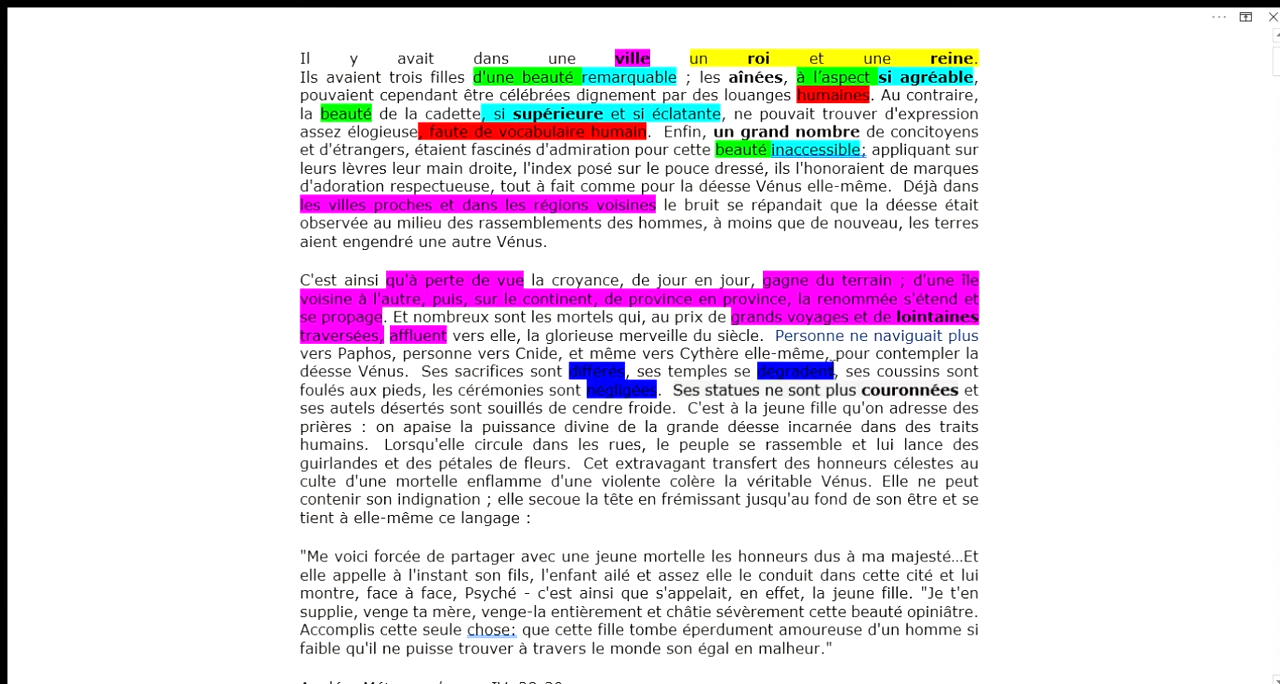 Il y avait dans une ville un roi et une reine.
Ils avaient trois filles d'une beauté remarquable ; les aînées, à l’aspect si agréable,
pouvaient cependant être célébrées dignement par des louanges humaines. Au contraire,
la beauté de la cadette, si supérieure et si éclatante, ne pouvait trouver d'expression
assez élogieuse, faute de vocabulaire humain. Enfin, un grand nombre de concitoyens
et d'étrangers, étaient fascinés d'admiration pour cette beauté inaccessible; appliquant sur
leurs lèvres leur main droite, l'index posé sur le pouce dressé, ils l'honoraient de marques
d'adoration respectueuse, tout à fait comme pour la déesse Vénus elle-même. Déjà dans
les villes proches et dans les régions voisines le bruit se répandait que la déesse était
observée au milieu des rassemblements des hommes, à moins que de nouveau, les terres
aient engendré une autre Vénus.
C'est ainsi qu'à perte de vue la croyance, de jour en jour, gagne du terrain ; d'une île
voisine à l'autre, puis, sur le continent, de province en province, la renommée s'étend et
se propage. Et nombreux sont les mortels qui, au prix de grands voyages et de lointaines
traversées, affluent vers elle, la glorieuse merveille du siècle. Personne ne naviguait plus
vers Paphos, personne vers Cnide, et même vers Cythère elle-même, pour contempler la
déesse Vénus. Ses sacrifices sont différés, ses temples se dégradent, ses coussins sont
foulés aux pieds, les cérémonies sont négligées. Ses statues ne sont plus couronnées et
ses autels désertés sont souillés de cendre froide. C'est à la jeune fille qu'on adresse des
prières : on apaise la puissance divine de la grande déesse incarnée dans des traits
humains. Lorsqu'elle circule dans les rues, le peuple se rassemble et lui lance des
guirlandes et des pétales de fleurs. Cet extravagant transfert des honneurs célestes au
culte d'une mortelle enflamme d'une violente colère la véritable Vénus. Elle ne peut
contenir son indignation ; elle secoue la tête en frémissant jusqu'au fond de son être et se
tient à elle-même ce langage :
"Me voici forcée de partager avec une jeune mortelle les honneurs dus à ma majesté...Et
elle appelle à l'instant son fils, l'enfant ailé et assez elle le conduit dans cette cité et lui
montre, face à face, Psyché - c'est ainsi que s'appelait, en effet, la jeune fille. "Je t'en
supplie, venge ta mère, venge-la entièrement et châtie sévèrement cette beauté opiniâtre.
Accomplis cette seule chose: que cette fille tombe éperdument amoureuse d'un homme si
faible qu'il ne puisse trouver à travers le monde son égal en malheur."